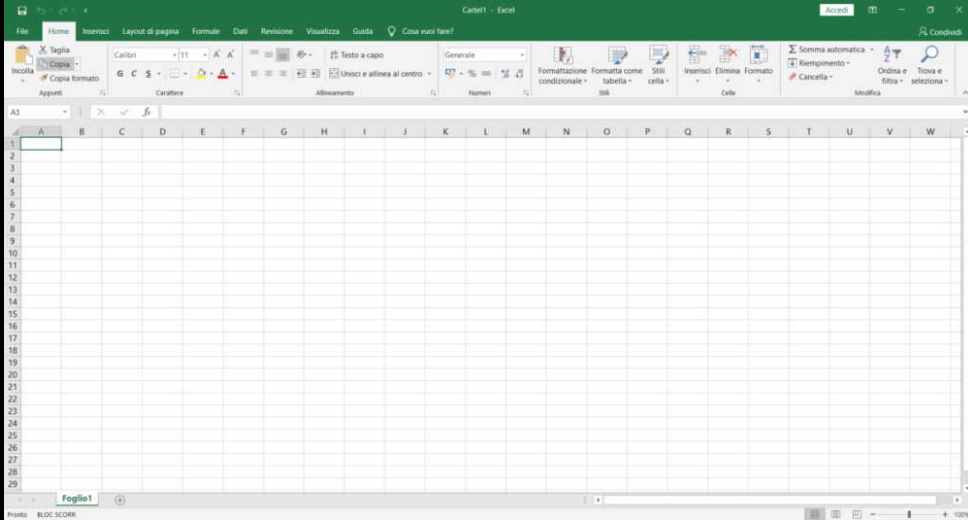 Cartel1 - Excel
Accedi
File Home Inserisci Layout di pagina Formule Dati Revisione Visualizza Guida Cosa vuoi fare? Condividi
Incolla
Taglia
Copia
Copia formato
Appunti
Calibri 11
G C S
Carattere
Testo a capo
Unisci e allinea al centro
Allineamento
Generale
% 000
Numeri
Formattazione condizionale
Formatta come tabella
Stili cella
Stili
Inserisci Elimina Formato
Celle
Somma automatica
Riempimento
Cancella
Ordina e filtra
Trova e seleziona
Modifica
A1 fx
A B C D E F G H I J K L M N O P Q R S T U V W
1
2
3
4
5
6
7
8
9
10
11
12
13
14
15
16
17
18
19
20
21
22
23
24
25
26
27
28
29
Foglio1
Pronto BLOC SCORR 100%